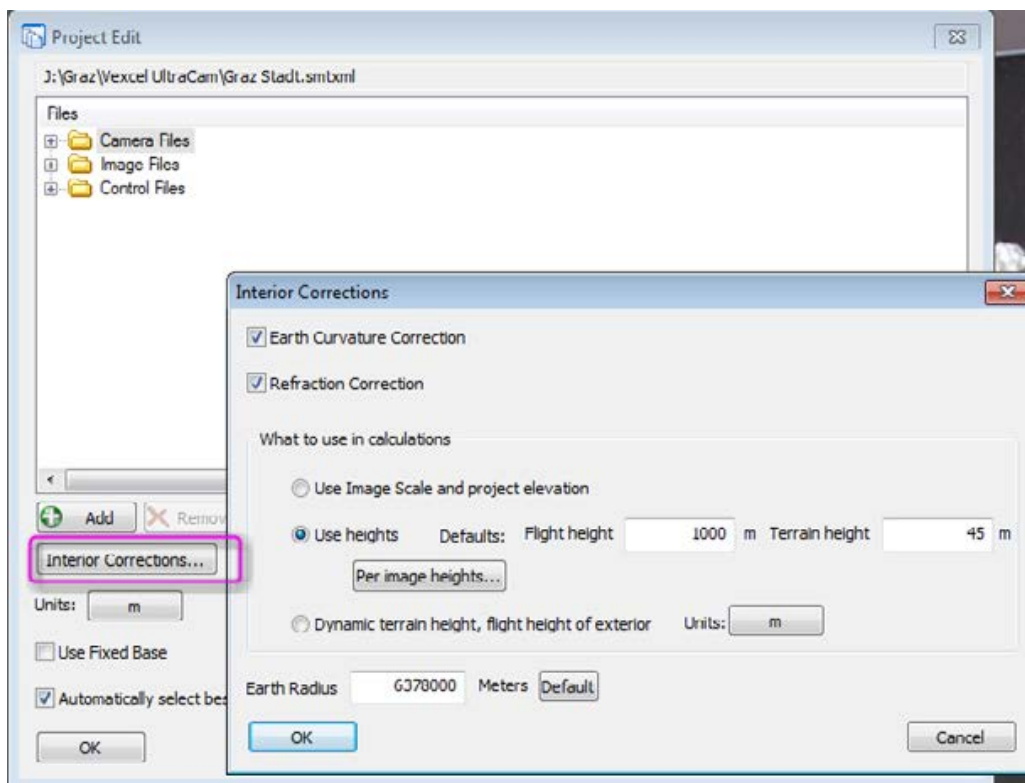 Project Edit
J:\Graz\Vexcel UltraCam\Graz Stadt.smtxml
Files
Camera Files
Image Files
Control Files
Add Remov
Interior Corrections...
Units: m
Use Fixed Base
Automatically select bes
OK
Interior Corrections
Earth Curvature Correction
Refraction Correction
What to use in calculations
Use Image Scale and project elevation
Use heights Defaults: Flight height 1000 m Terrain height 45 m
Per image heights...
Dynamic terrain height, flight height of exterior Units: m
Earth Radius 6378000 Meters Default
OK Cancel